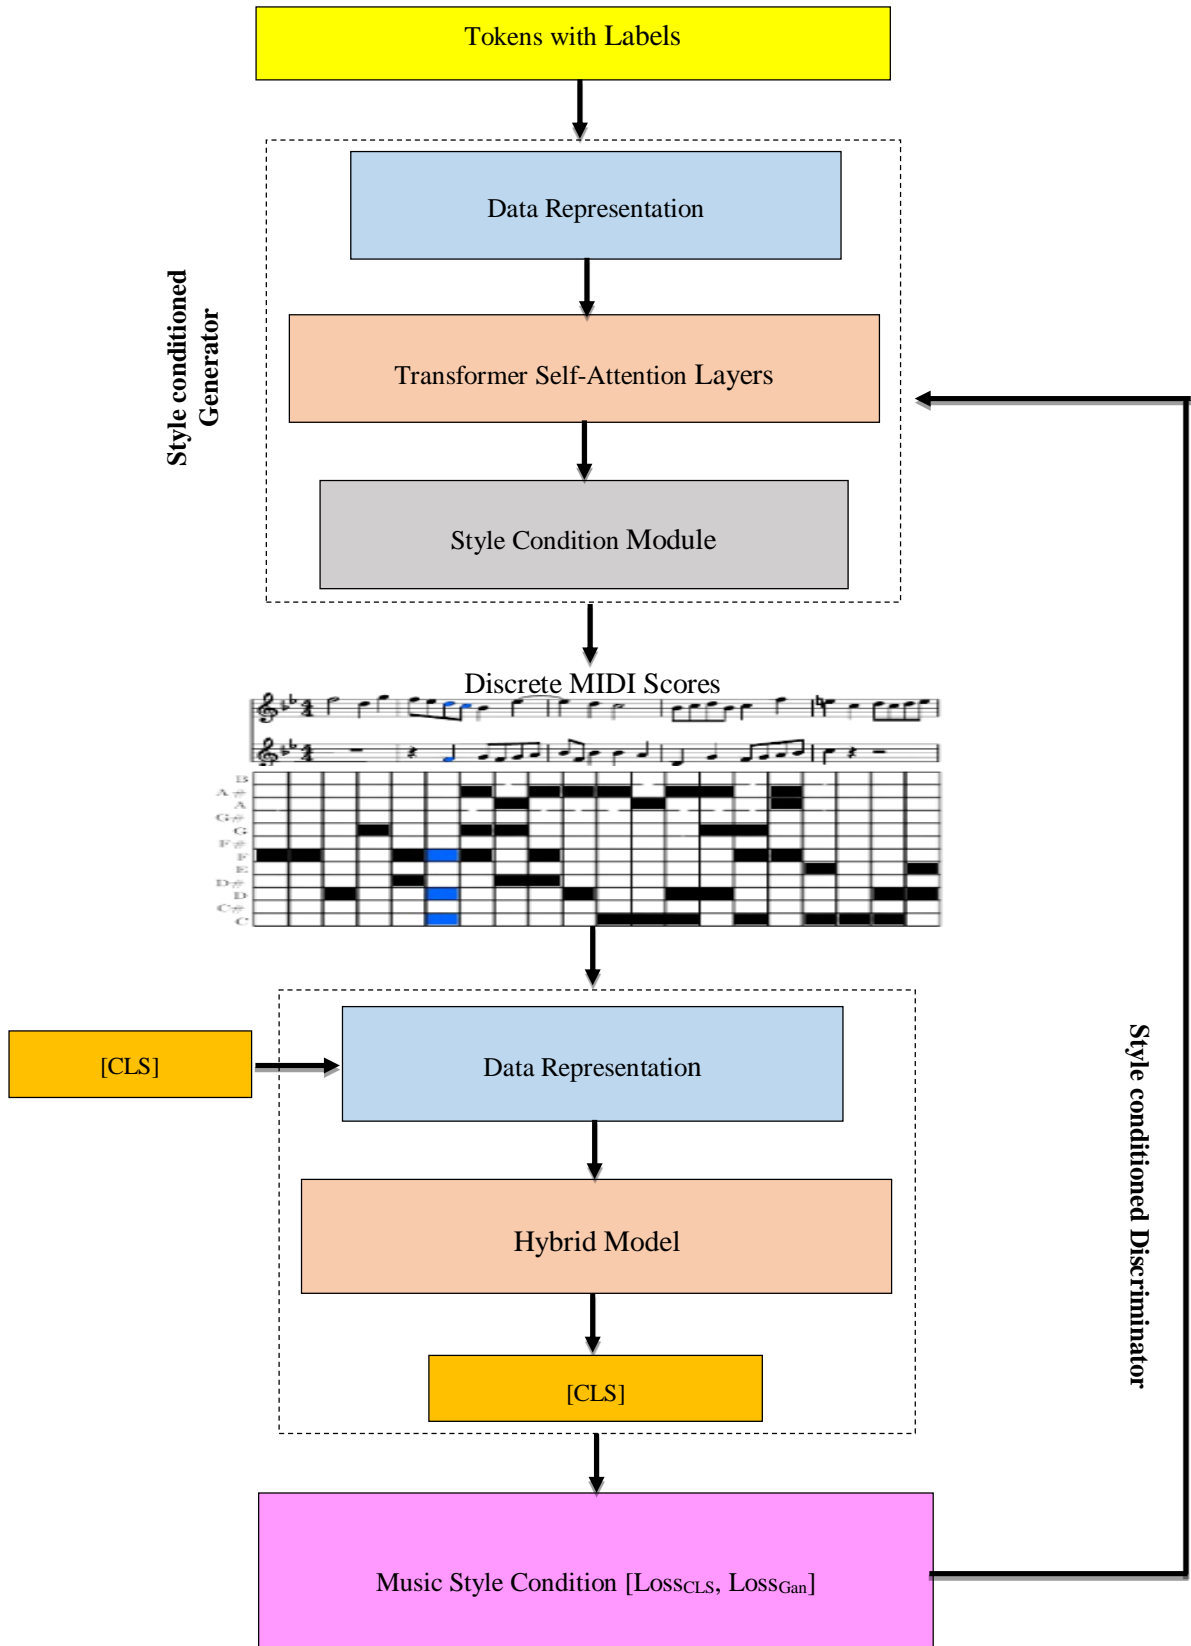 Tokens with Labels
Data Representation
Style conditioned
Generator
Transformer Self-Attention Layers
Style Condition Module
Discrete MIDI Scores
B
A#
A
G#
G
F#
F
E
D#
D
C#
C
[CLS]
Data Representation
Hybrid Model
[CLS]
Style conditioned Discriminator
Music Style Condition [LossCLS, LossGan]